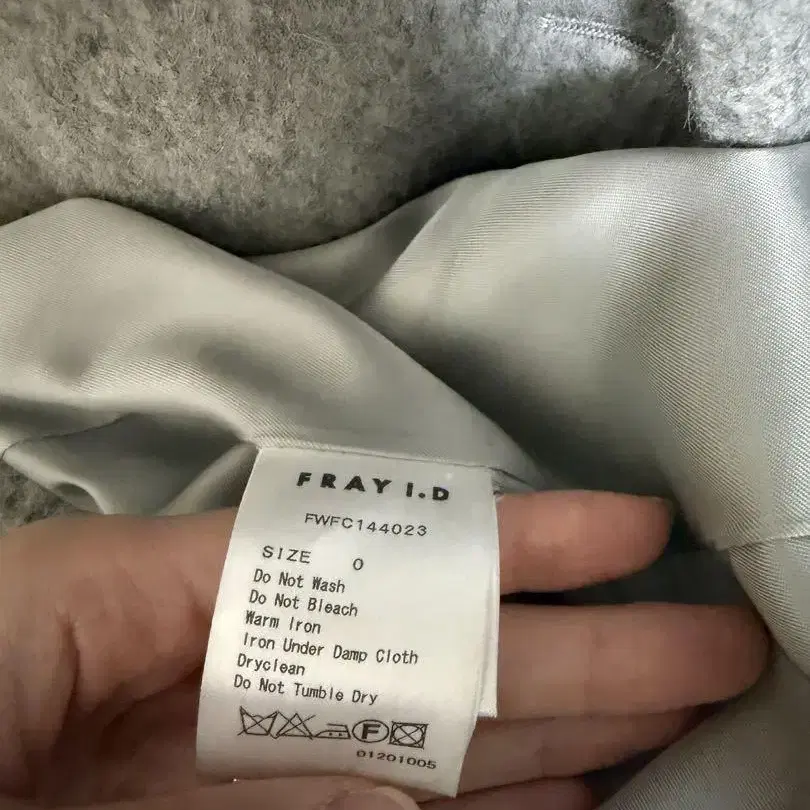 FRAY I.D
FWFC144023
SIZE 0
Do Not Wash
Do Not Bleach
Warm Iron
Iron Under Damp Cloth
Dryclean
Do Not Tumble Dry
F
01201005